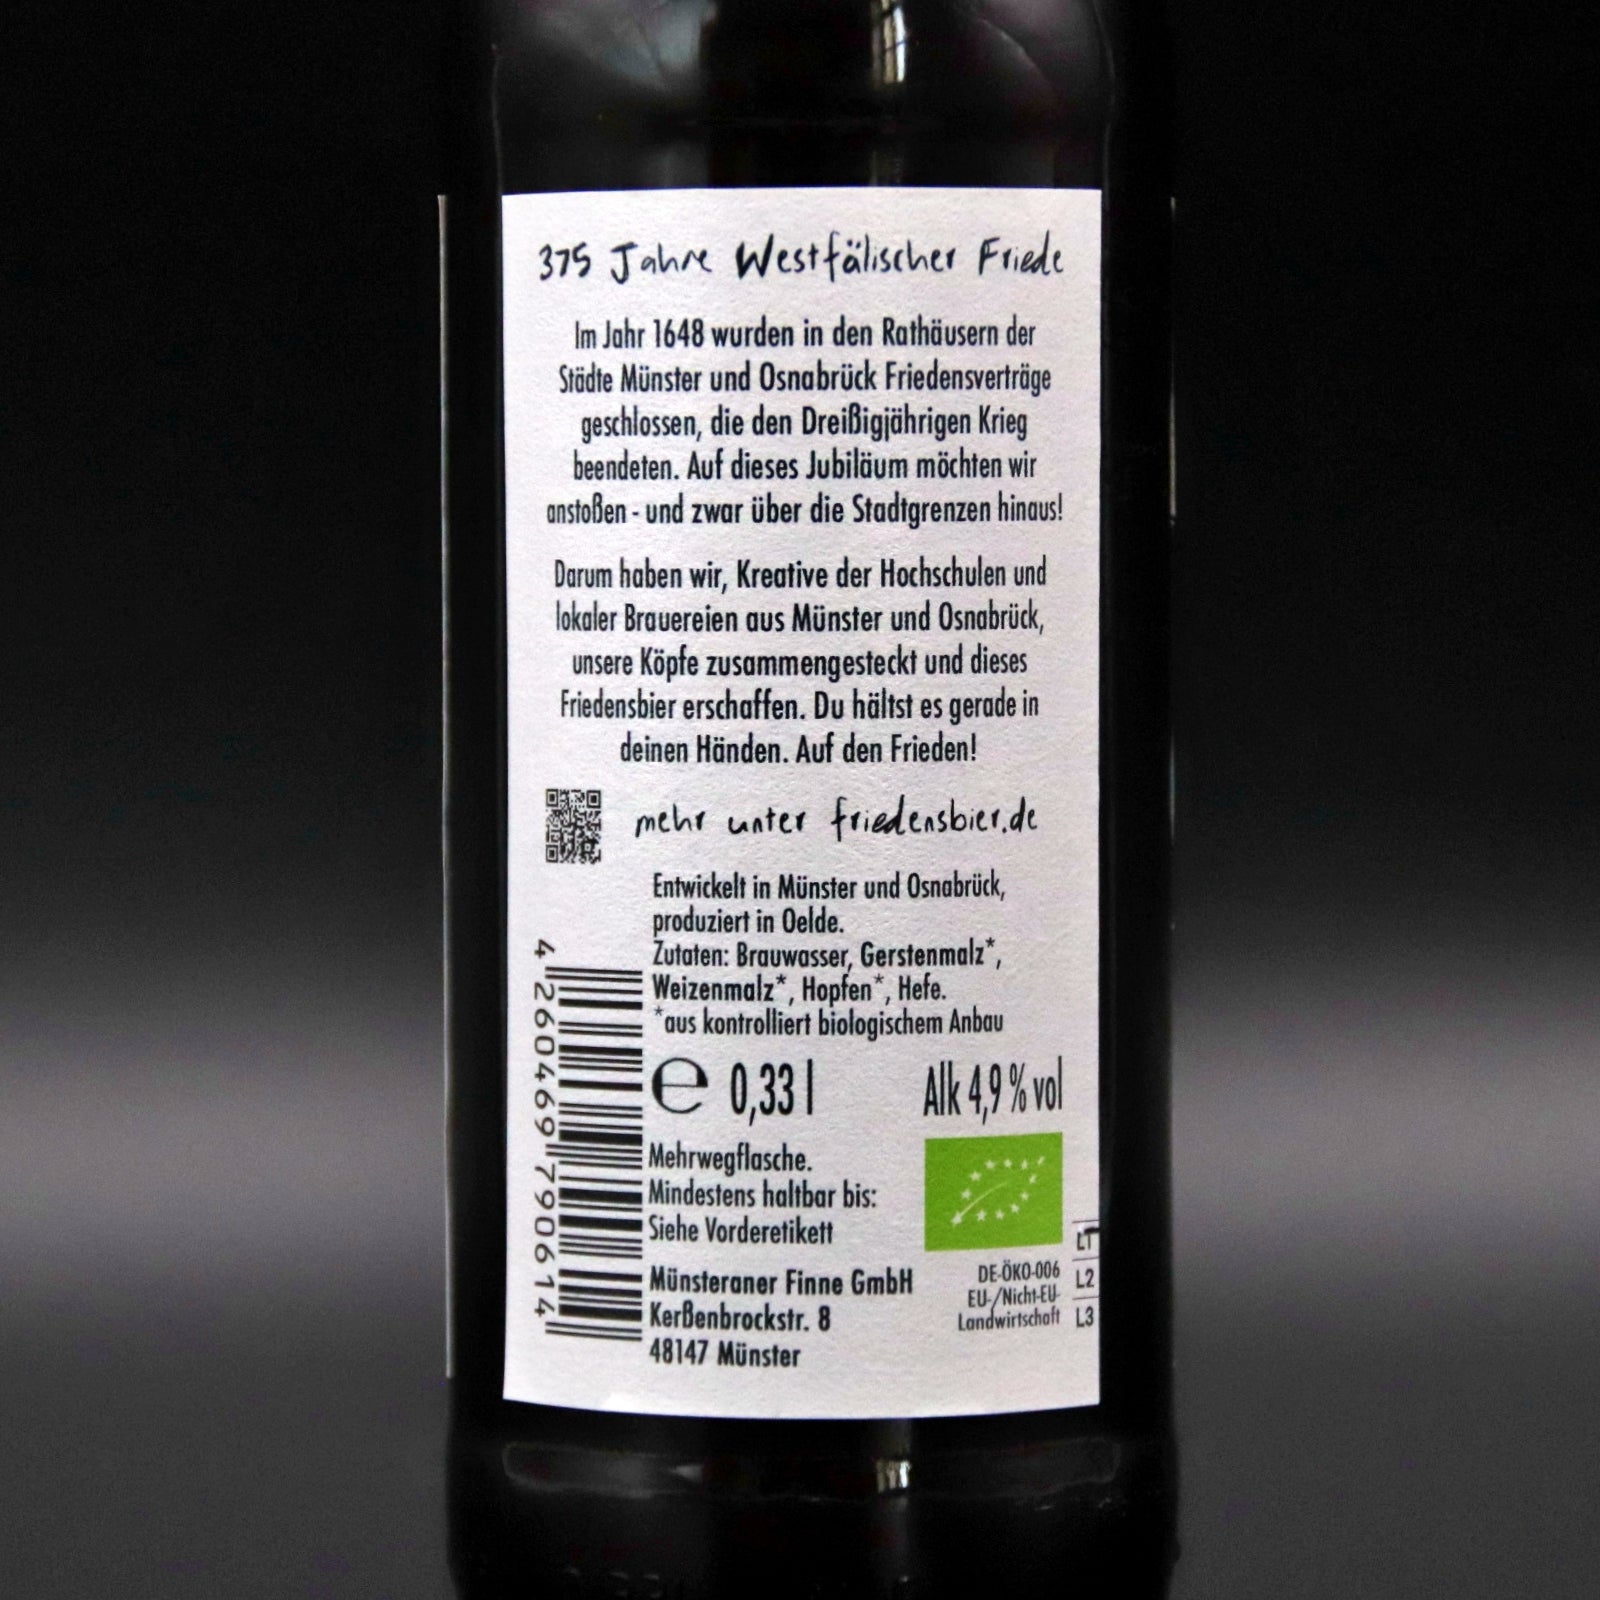 375 Jahre Westfälischer Friede
Im Jahr 1648 wurden in den Rathäusern der
Städte Münster und Osnabrück Friedensverträge
geschlossen, die den Dreißigjährigen Krieg
beendeten. Auf dieses Jubiläum möchten wir
anstoßen - und zwar über die Stadtgrenzen hinaus!
Darum haben wir, Kreative der Hochschulen und
lokaler Brauereien aus Münster und Osnabrück,
unsere Köpfe zusammengesteckt und dieses
Friedensbier erschaffen. Du hältst es gerade in
deinen Händen. Auf den Frieden!
mehr unter friedensbier.de
Entwickelt in Münster und Osnabrück,
produziert in Oelde.
Zutaten: Brauwasser, Gerstenmalz*,
Weizenmalz*, Hopfen*, Hefe.
*aus kontrolliert biologischem Anbau
℮ 0,33 l Alk 4,9 % vol
Mehrwegflasche.
Mindestens haltbar bis:
Siehe Vorderetikett
Münsteraner Finne GmbH
Kerßenbrockstr. 8
48147 Münster
DE-ÖKO-006
EU-/Nicht-EU-
Landwirtschaft
L1
L2
L3
4 260469 790614